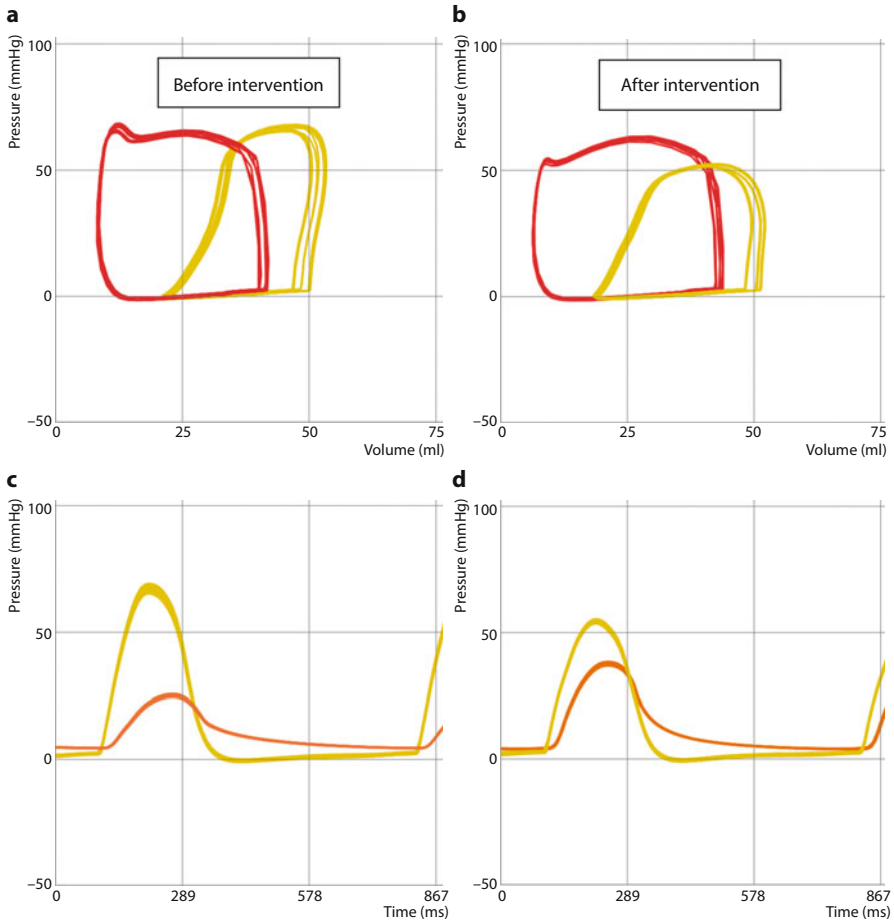 a
Pressure (mmHg)
100
50
0
−50
Before intervention
0 25 50 75
Volume (ml)
b
Pressure (mmHg)
100
50
0
−50
After intervention
0 25 50 75
Volume (ml)
c
Pressure (mmHg)
100
50
0
−50
0 289 578 867
Time (ms)
d
Pressure (mmHg)
100
50
0
−50
0 289 578 867
Time (ms)